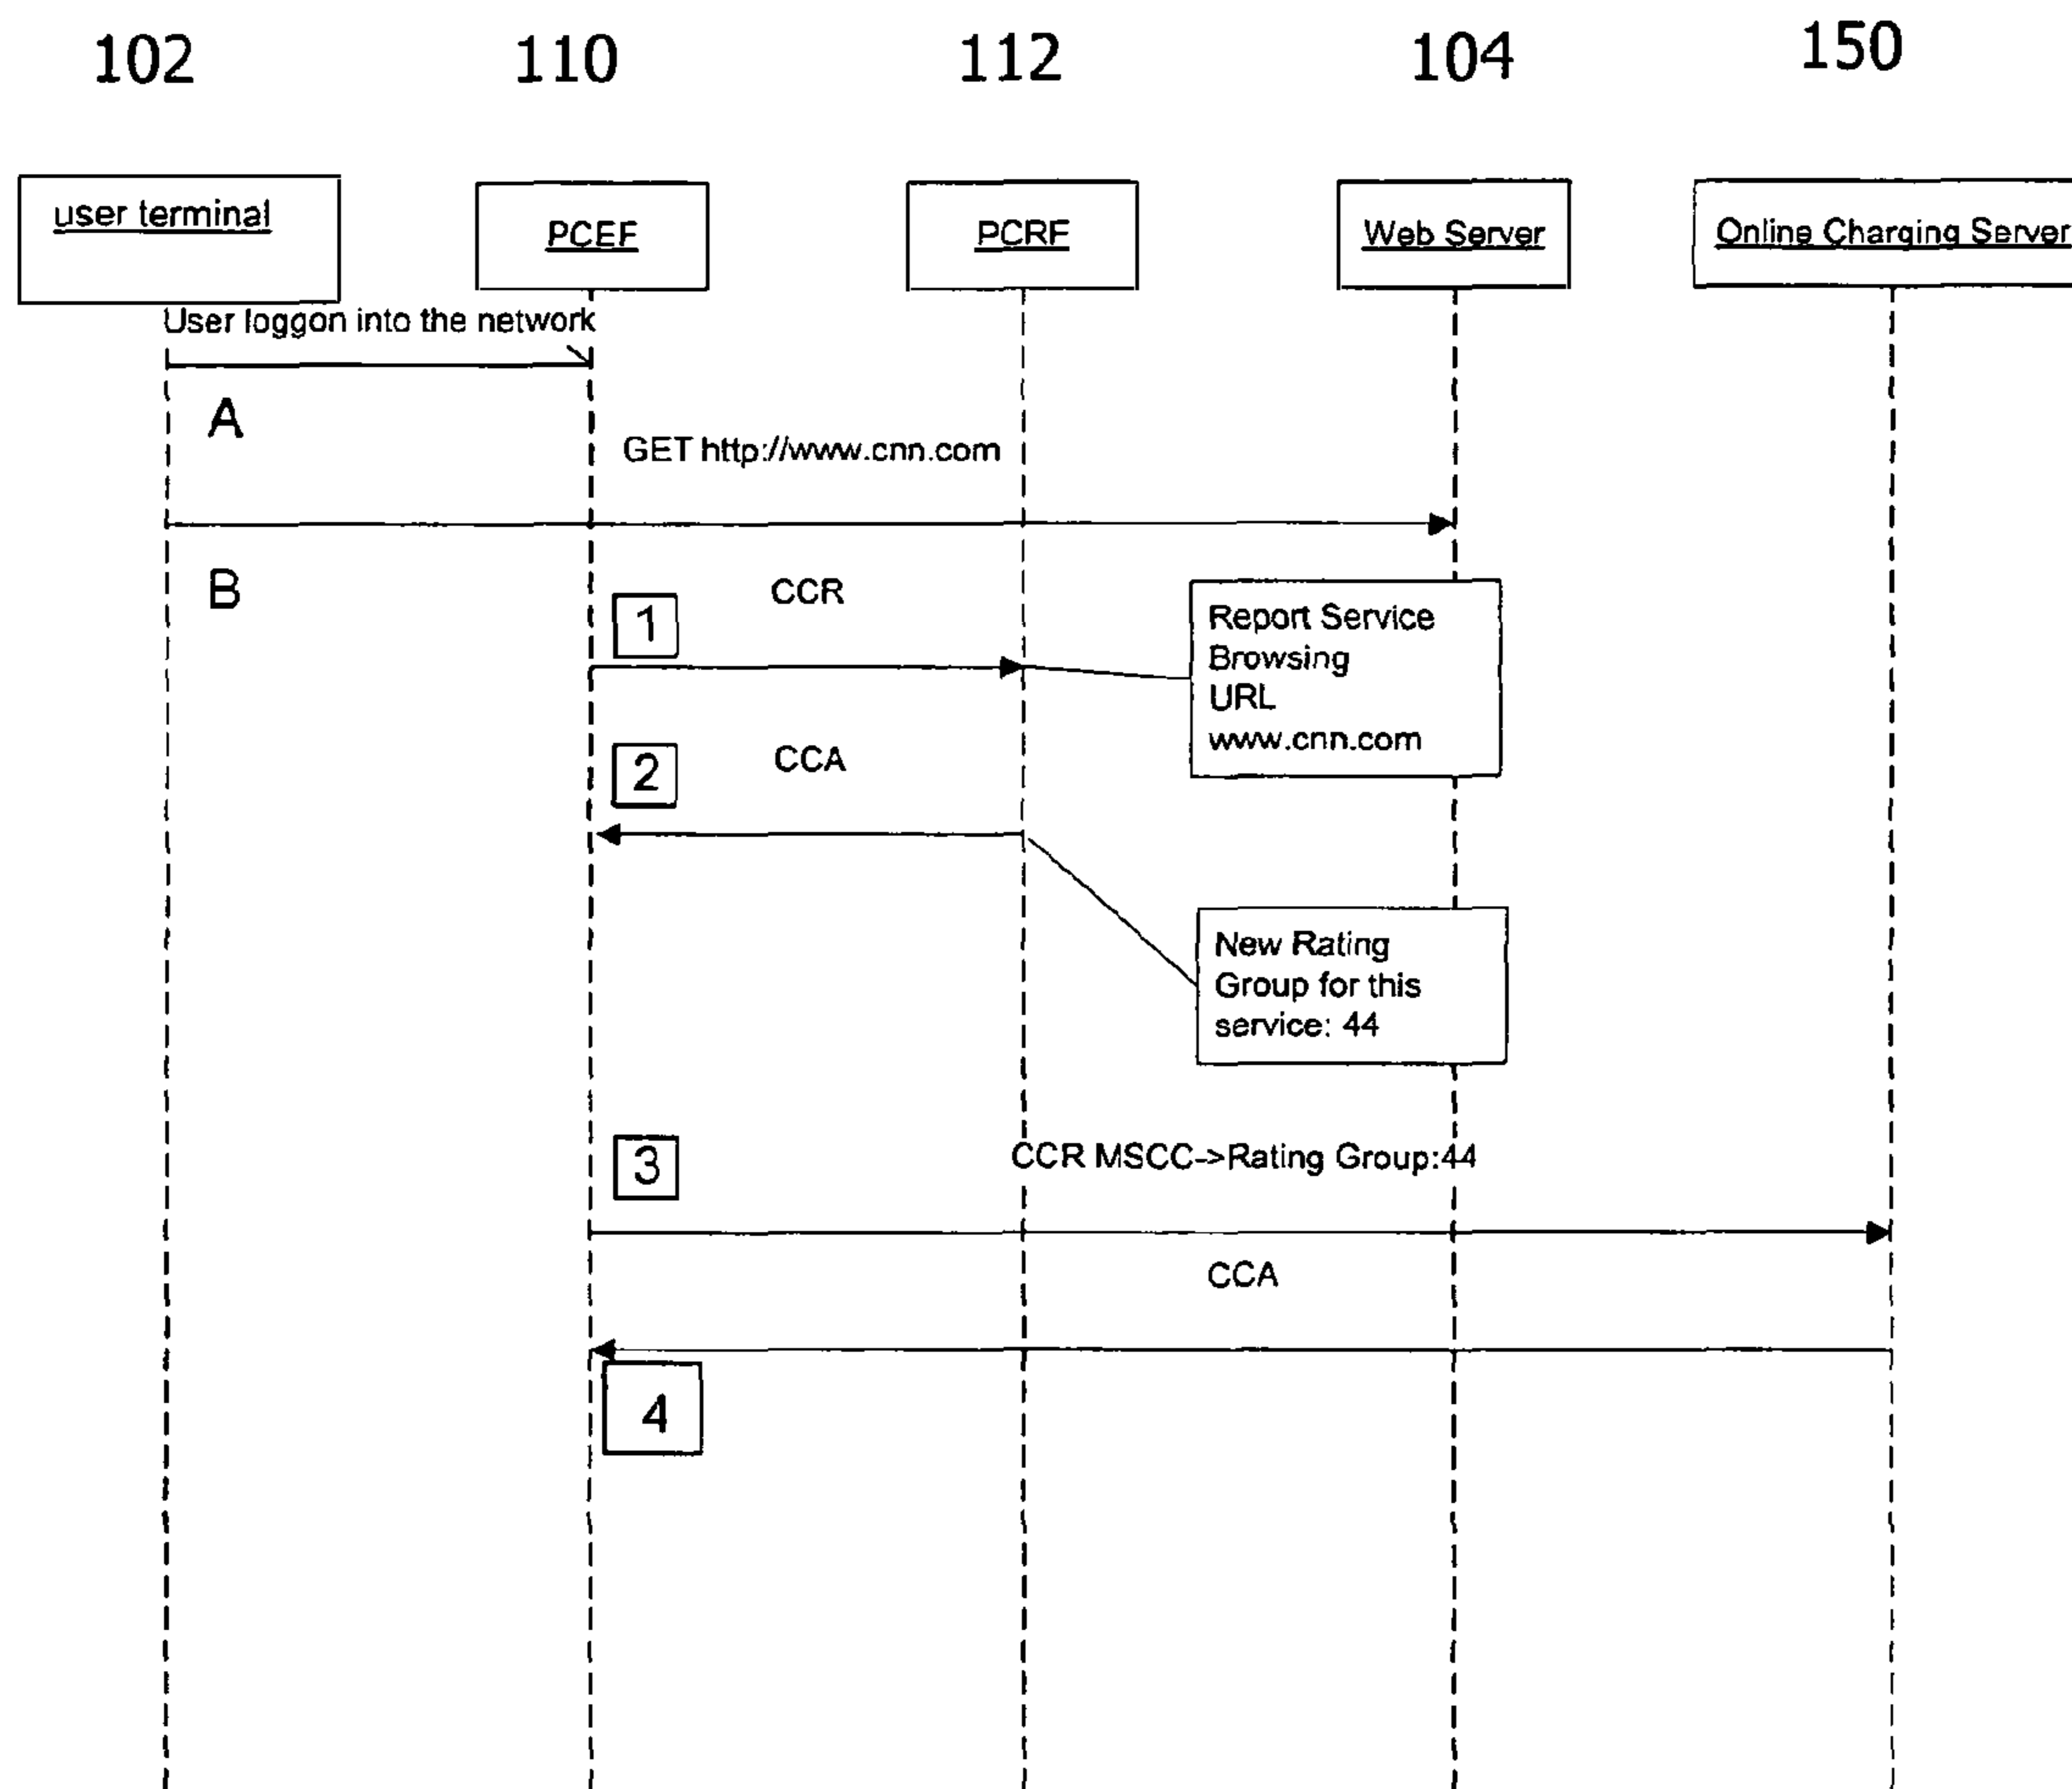 102
110
112
104
150
user terminal
PCEF
PCRF
Web Server
Online Charging Server
User loggon into the network
A
GET http://www.cnn.com
B
CCR
1
Report Service
Browsing
URL
www.cnn.com
CCA
2
New Rating
Group for this
service: 44
3
CCR MSCC->Rating Group:44
CCA
4